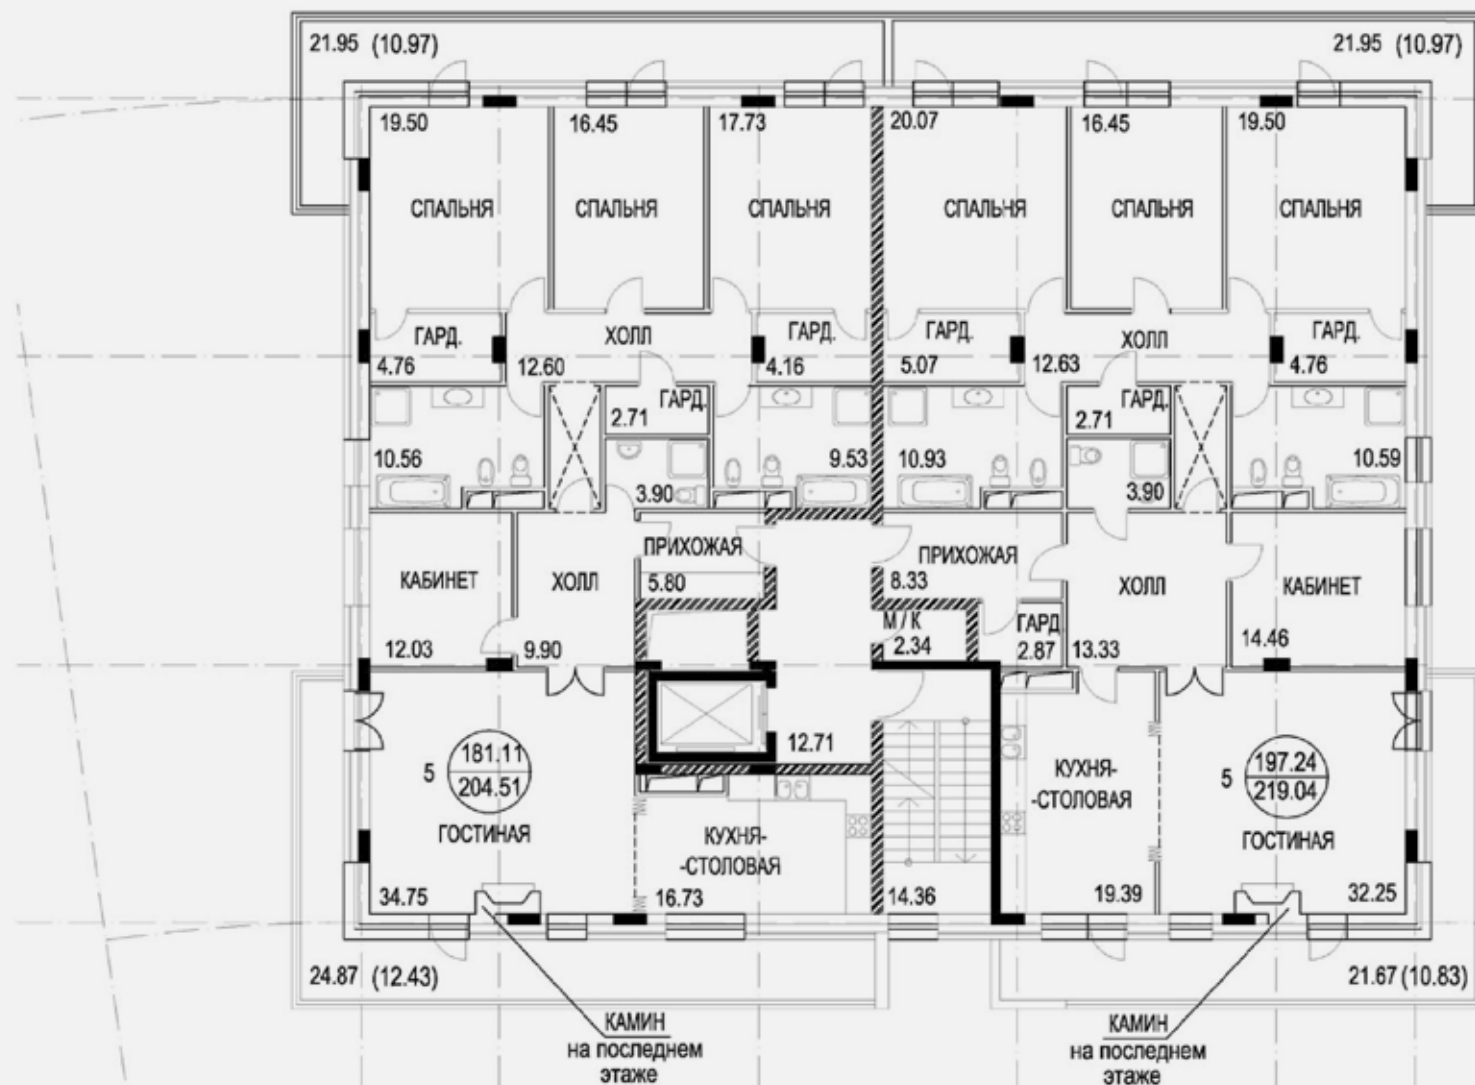 21.95 (10.97)
21.95 (10.97)
19.50
16.45
17.73
20.07
16.45
19.50
СПАЛЬНЯ
СПАЛЬНЯ
СПАЛЬНЯ
СПАЛЬНЯ
СПАЛЬНЯ
СПАЛЬНЯ
ГАРД.
ХОЛЛ
ГАРД.
ГАРД.
ХОЛЛ
ГАРД.
4.76
12.60
4.16
5.07
12.63
4.76
ГАРД.
2.71
ГАРД.
2.71
10.56
3.90
9.53
10.93
3.90
10.59
КАБИНЕТ
ХОЛЛ
ПРИХОЖАЯ
5.80
ПРИХОЖАЯ
8.33
ХОЛЛ
КАБИНЕТ
12.03
9.90
М / К
2.34
ГАРД
2.87
13.33
14.46
12.71
5
181.11
204.51
ГОСТИНАЯ
КУХНЯ-
-СТОЛОВАЯ
КУХНЯ-
-СТОЛОВАЯ
5
197.24
219.04
ГОСТИНАЯ
34.75
16.73
14.36
19.39
32.25
24.87 (12.43)
21.67 (10.83)
КАМИН
на последнем
этаже
КАМИН
на последнем
этаже